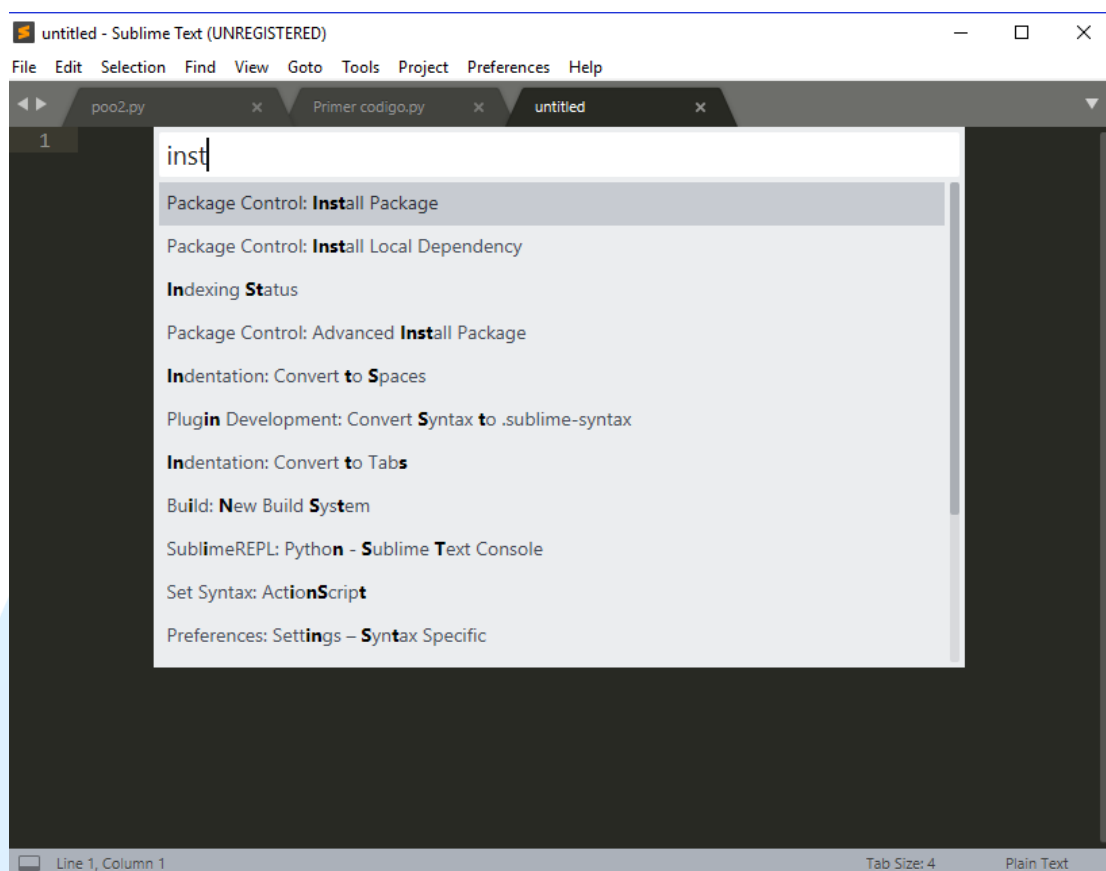 untitled - Sublime Text (UNREGISTERED)
File Edit Selection Find View Goto Tools Project Preferences Help
poo2.py Primer codigo.py untitled
1
inst
Package Control: Install Package
Package Control: Install Local Dependency
Indexing Status
Package Control: Advanced Install Package
Indentation: Convert to Spaces
Plugin Development: Convert Syntax to .sublime-syntax
Indentation: Convert to Tabs
Build: New Build System
SublimeREPL: Python - Sublime Text Console
Set Syntax: ActionScript
Preferences: Settings – Syntax Specific
Line 1, Column 1 Tab Size: 4 Plain Text